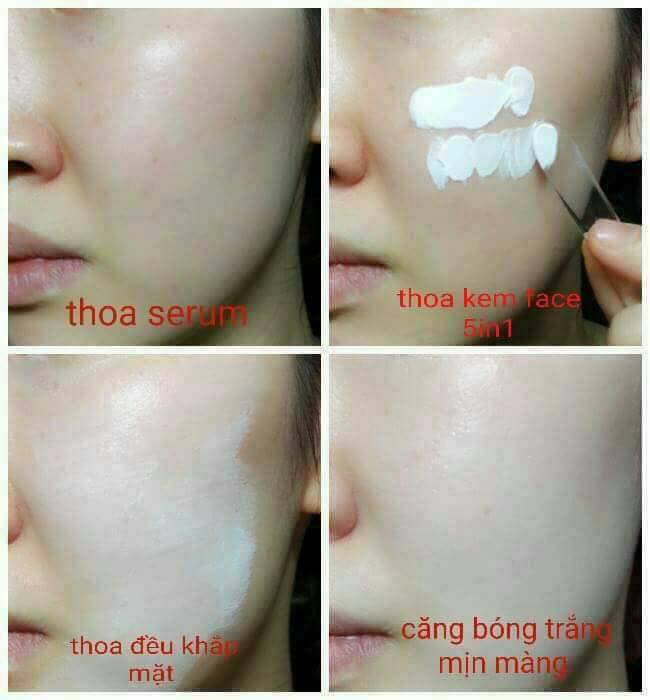 thoa serum
thoa kem face
5in1
thoa đều khắp
mặt
căng bóng trắng
mịn màng